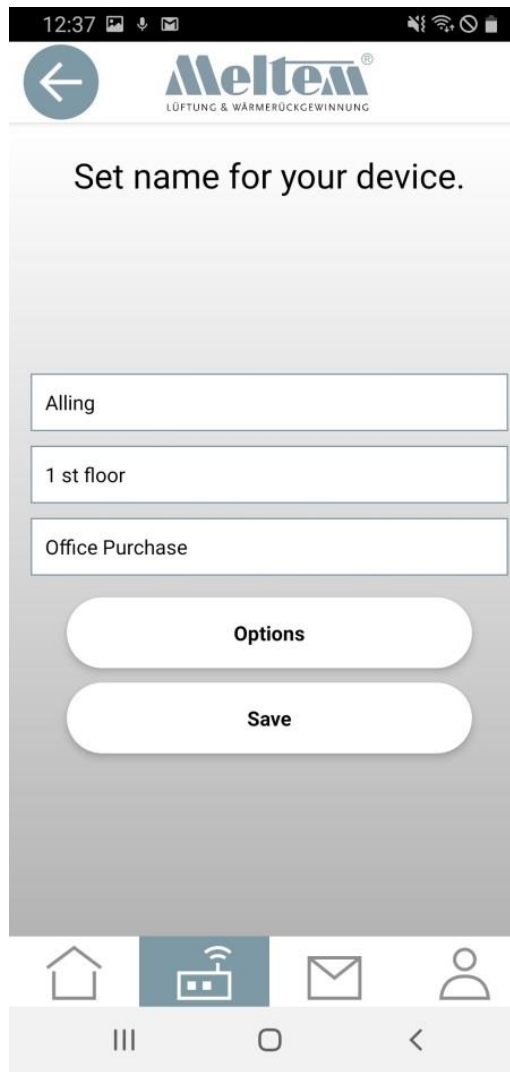 12:37
Meltem®
LÜFTUNG & WÄRMERÜCKGEWINNUNG
Set name for your device.
Alling
1 st floor
Office Purchase
Options
Save